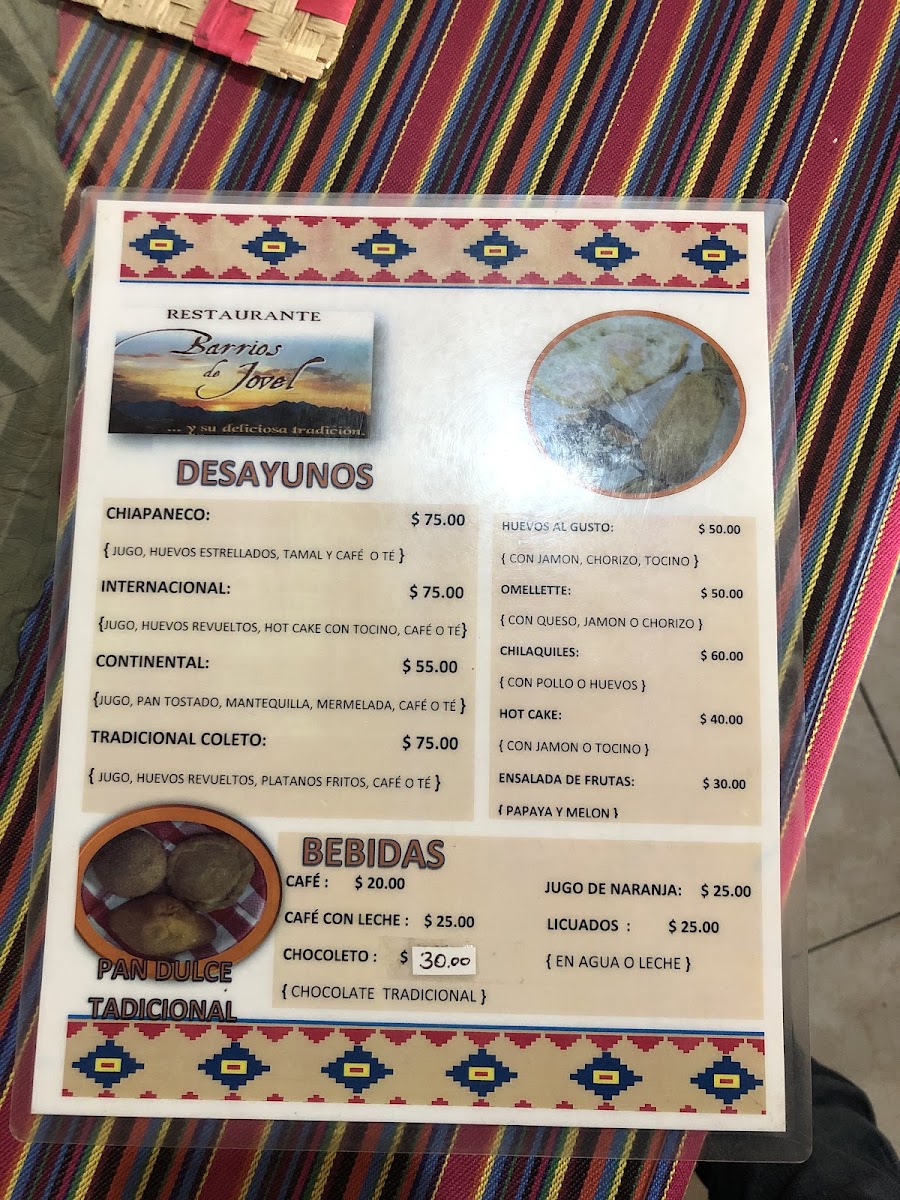 RESTAURANTE
Barrios
de Jovel
... y su deliciosa tradición.
DESAYUNOS
CHIAPANECO: $ 75.00
{ JUGO, HUEVOS ESTRELLADOS, TAMAL Y CAFÉ O TÉ }
INTERNACIONAL: $ 75.00
{JUGO, HUEVOS REVUELTOS, HOT CAKE CON TOCINO, CAFÉ O TÉ}
CONTINENTAL: $ 55.00
{JUGO, PAN TOSTADO, MANTEQUILLA, MERMELADA, CAFÉ O TÉ }
TRADICIONAL COLETO: $ 75.00
{ JUGO, HUEVOS REVUELTOS, PLATANOS FRITOS, CAFÉ O TÉ }
HUEVOS AL GUSTO: $ 50.00
{ CON JAMON, CHORIZO, TOCINO }
OMELLETTE: $ 50.00
{ CON QUESO, JAMON O CHORIZO }
CHILAQUILES: $ 60.00
{ CON POLLO O HUEVOS }
HOT CAKE: $ 40.00
{ CON JAMON O TOCINO }
ENSALADA DE FRUTAS: $ 30.00
{ PAPAYA Y MELON }
PAN DULCE
TADICIONAL
BEBIDAS
CAFÉ : $ 20.00
CAFÉ CON LECHE : $ 25.00
CHOCOLETO : $ 30.00
{ CHOCOLATE TRADICIONAL }
JUGO DE NARANJA: $ 25.00
LICUADOS : $ 25.00
{ EN AGUA O LECHE }